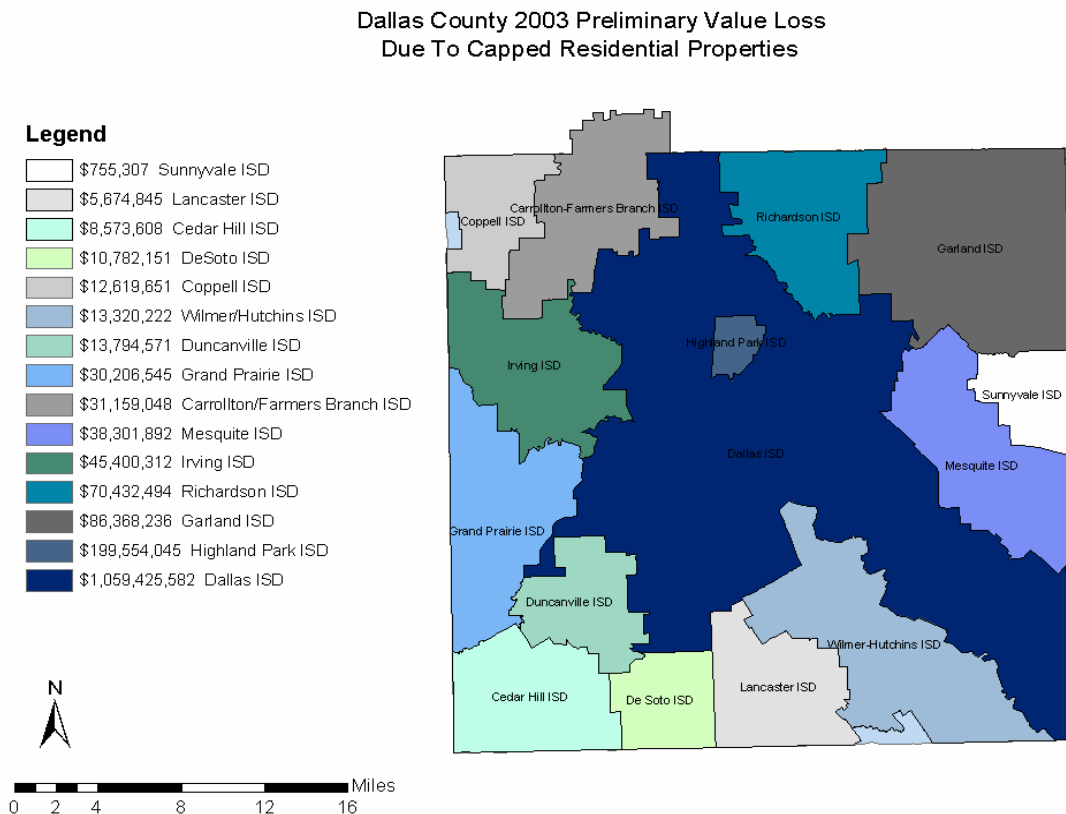 Dallas County 2003 Preliminary Value Loss
Due To Capped Residential Properties
Legend
$755,307 Sunnyvale ISD
$5,674,845 Lancaster ISD
$8,573,608 Cedar Hill ISD
$10,782,151 DeSoto ISD
$12,619,651 Coppell ISD
$13,320,222 Wilmer/Hutchins ISD
$13,794,571 Duncanville ISD
$30,206,545 Grand Prairie ISD
$31,159,048 Carrollton/Farmers Branch ISD
$38,301,892 Mesquite ISD
$45,400,312 Irving ISD
$70,432,494 Richardson ISD
$86,368,236 Garland ISD
$199,554,045 Highland Park ISD
$1,059,425,582 Dallas ISD
Carrollton-Farmers Branch ISD
Coppell ISD
Richardson ISD
Garland ISD
Highland Park ISD
Irving ISD
Sunnyvale ISD
Dallas ISD
Mesquite ISD
Grand Prairie ISD
Duncanville ISD
Wilmer-Hutchins ISD
Cedar Hill ISD
De Soto ISD
Lancaster ISD
N
Miles
0 2 4 8 12 16